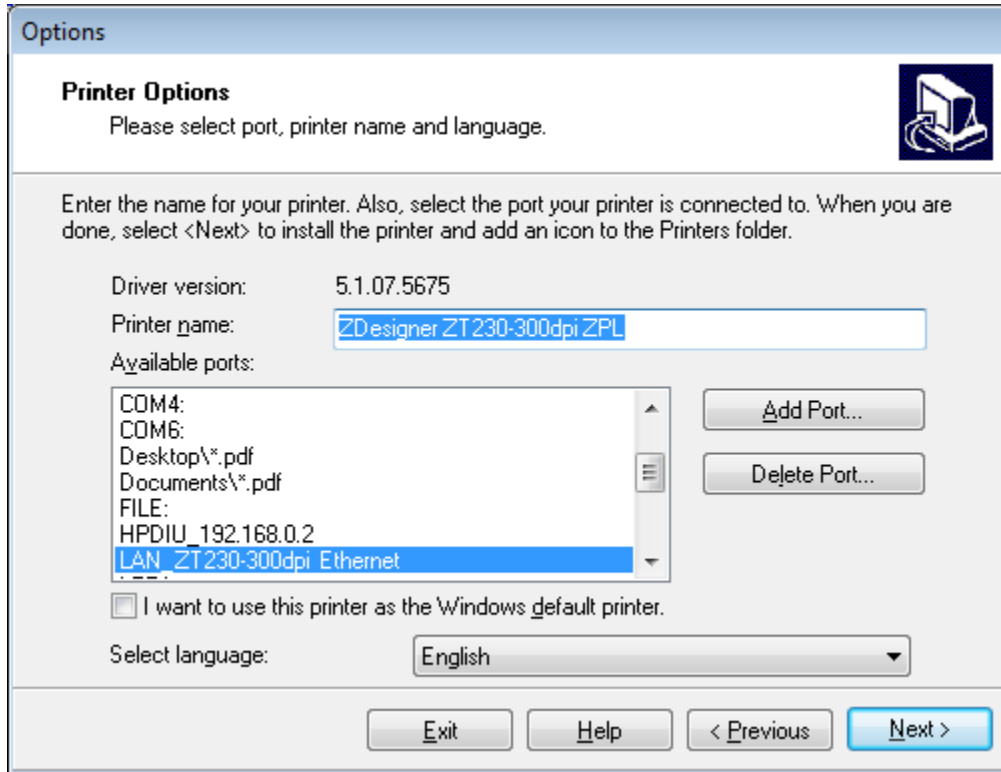 Options
Printer Options
Please select port, printer name and language.
Enter the name for your printer. Also, select the port your printer is connected to. When you are
done, select <Next> to install the printer and add an icon to the Printers folder.
Driver version: 5.1.07.5675
Printer name: ZDesigner ZT230-300dpi ZPL
Available ports:
COM4:
COM6:
Desktop\*.pdf
Documents\*.pdf
FILE:
HPDIU_192.168.0.2
LAN_ZT230-300dpi Ethernet
Add Port...
Delete Port...
I want to use this printer as the Windows default printer.
Select language: English
Exit Help < Previous Next >